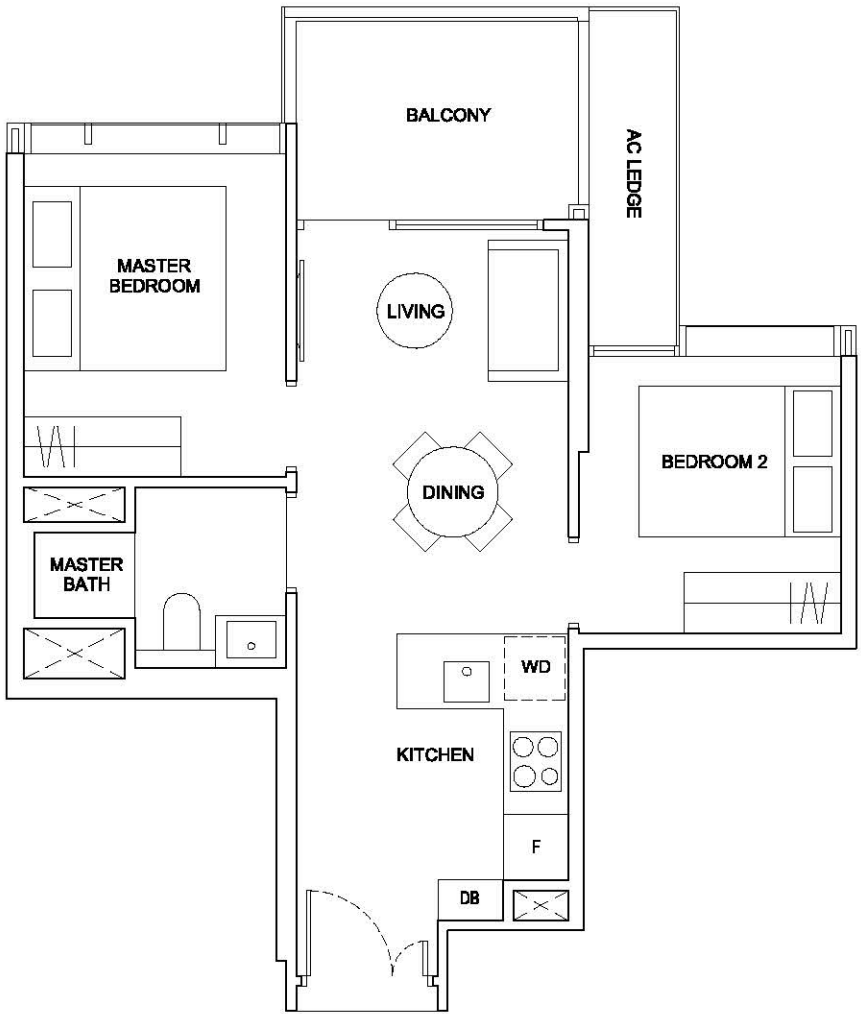 BALCONY
AC LEDGE
MASTER
BEDROOM
LIVING
DINING
BEDROOM 2
MASTER
BATH
WD
KITCHEN
F
DB